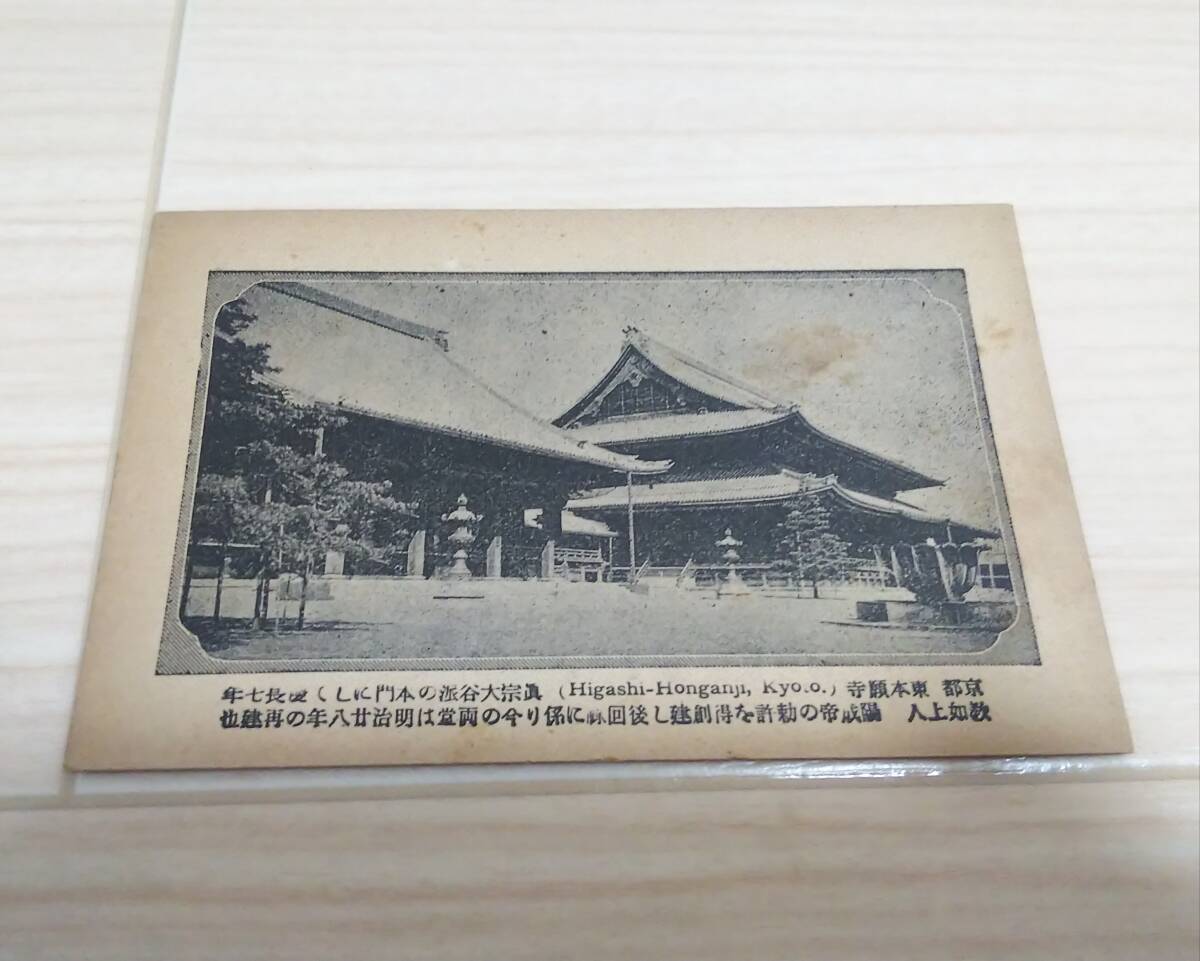 京都 東本願寺 (Higashi-Honganji, Kyoto.) 眞宗大谷派の本門にして慶長七年
教如上人 陽成帝の勅許を得創建し後回祿に係り今の両堂は明治廿八年の再建也